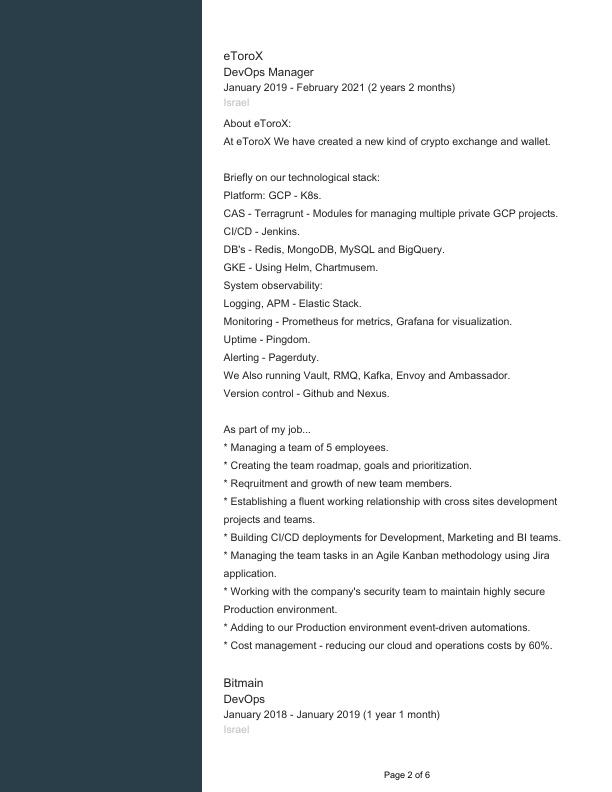 eToroX
DevOps Manager
January 2019 - February 2021 (2 years 2 months)
Israel
About eToroX:
At eToroX We have created a new kind of crypto exchange and wallet.
Briefly on our technological stack:
Platform: GCP - K8s.
CAS - Terragrunt - Modules for managing multiple private GCP projects.
CI/CD - Jenkins.
DB's - Redis, MongoDB, MySQL and BigQuery.
GKE - Using Helm, Chartmusem.
System observability:
Logging, APM - Elastic Stack.
Monitoring - Prometheus for metrics, Grafana for visualization.
Uptime - Pingdom.
Alerting - Pagerduty.
We Also running Vault, RMQ, Kafka, Envoy and Ambassador.
Version control - Github and Nexus.
As part of my job...
* Managing a team of 5 employees.
* Creating the team roadmap, goals and prioritization.
* Reqruitment and growth of new team members.
* Establishing a fluent working relationship with cross sites development
projects and teams.
* Building CI/CD deployments for Development, Marketing and BI teams.
* Managing the team tasks in an Agile Kanban methodology using Jira
application.
* Working with the company's security team to maintain highly secure
Production environment.
* Adding to our Production environment event-driven automations.
* Cost management - reducing our cloud and operations costs by 60%.
Bitmain
DevOps
January 2018 - January 2019 (1 year 1 month)
Israel
Page 2 of 6